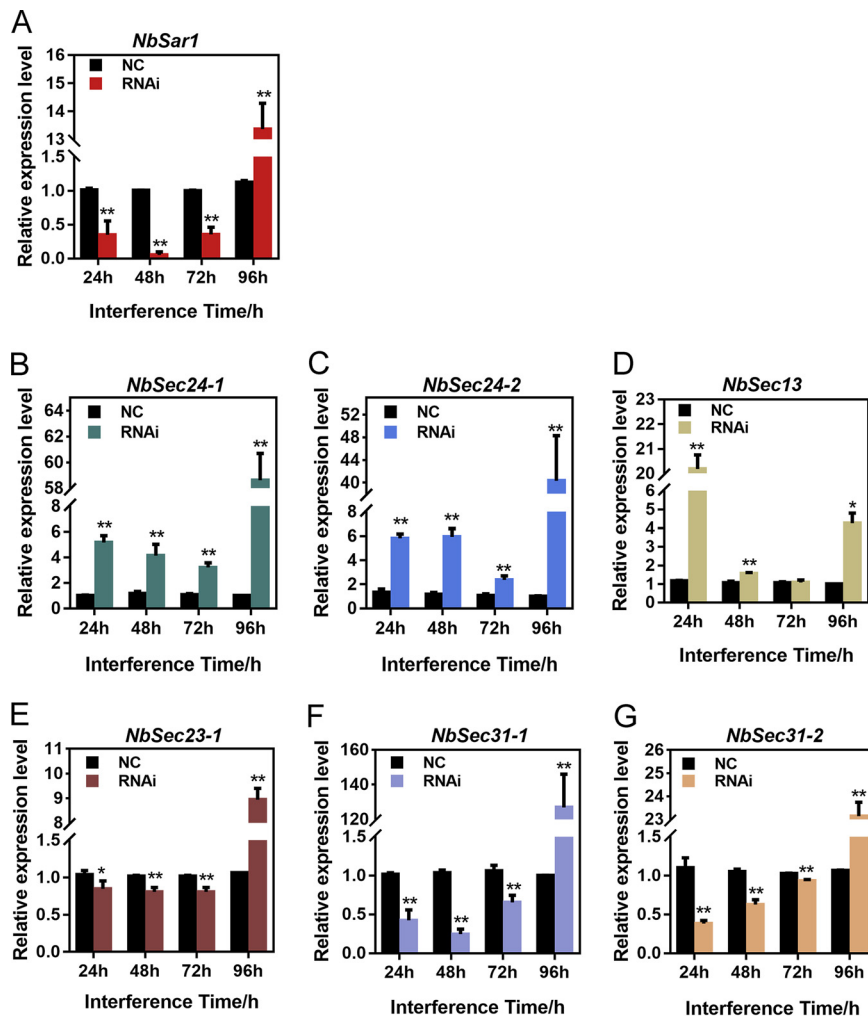 A
NbSar1
Relative expression level
16
15
14
13
1.5
1.0
0.5
0.0
NC
RNAi
** ** ** **
24h 48h 72h 96h
Interference Time/h
B
NbSec24-1
Relative expression level
64
62
60
58
8
6
4
2
0
NC
RNAi
** ** ** **
24h 48h 72h 96h
Interference Time/h
C
NbSec24-2
Relative expression level
52
48
44
40
8
6
4
2
0
NC
RNAi
** ** ** **
24h 48h 72h 96h
Interference Time/h
D
NbSec13
Relative expression level
23
22
21
20
6
5
4
3
2
1
0
NC
RNAi
** ** *
24h 48h 72h 96h
Interference Time/h
E
NbSec23-1
Relative expression level
11
10
9
8
1.5
1.0
0.5
0.0
NC
RNAi
* ** ** **
24h 48h 72h 96h
Interference Time/h
F
NbSec31-1
Relative expression level
160
140
120
1.5
1.0
0.5
0.0
NC
RNAi
** ** ** **
24h 48h 72h 96h
Interference Time/h
G
NbSec31-2
Relative expression level
26
25
24
23
1.5
1.0
0.5
0.0
NC
RNAi
** ** ** **
24h 48h 72h 96h
Interference Time/h